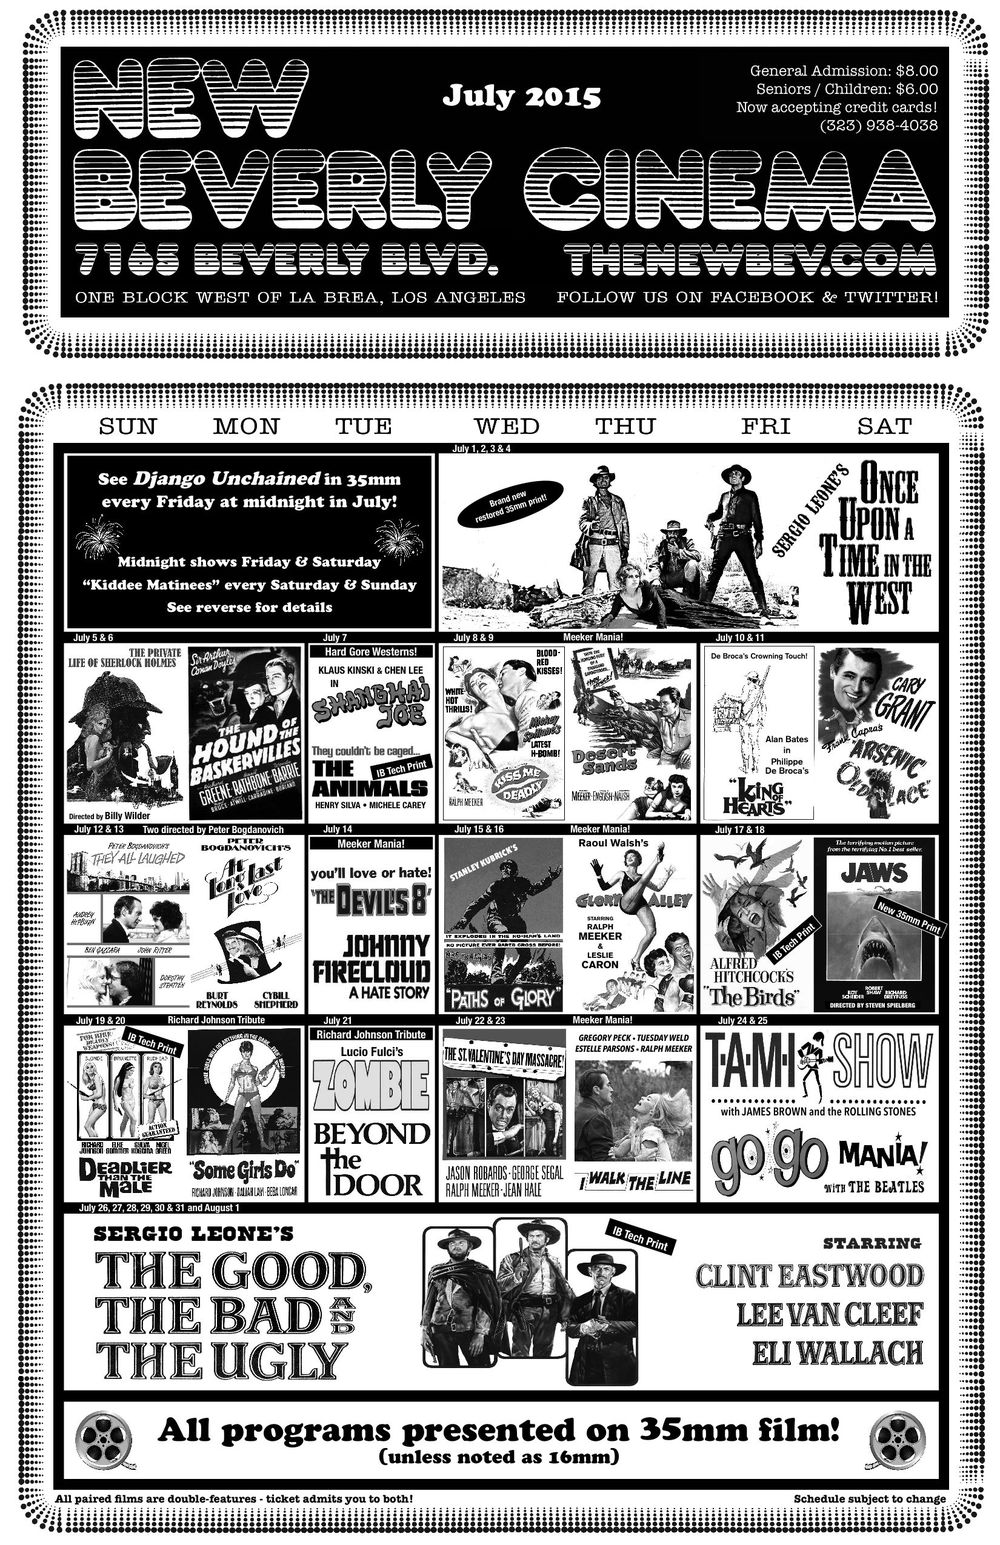 NEW
BEVERLY CINEMA
July 2015
General Admission: $8.00
Seniors / Children: $6.00
Now accepting credit cards!
(323) 938-4038
7165 BEVERLY BLVD.
THENEWBEV.COM
ONE BLOCK WEST OF LA BREA, LOS ANGELES
FOLLOW US ON FACEBOOK & TWITTER!
SUN MON TUE WED THU FRI SAT
See Django Unchained in 35mm
every Friday at midnight in July!
Midnight shows Friday & Saturday
"Kiddee Matinees" every Saturday & Sunday
See reverse for details
July 1, 2, 3 & 4
Brand new
restored 35mm print!
SERGIO LEONE'S
ONCE
UPON A
TIME IN THE
WEST
July 5 & 6
THE PRIVATE
LIFE OF SHERLOCK HOLMES
Directed by Billy Wilder
Sir Arthur
Conan Doyle's
THE
HOUND OF
THE
BASKERVILLES
GREENE RATHBONE BARRIE
July 7
Hard Gore Westerns!
KLAUS KINSKI & CHEN LEE
IN
SHANGHAI
JOE
They couldn't be caged...
THE
ANIMALS
IB Tech Print
HENRY SILVA • MICHELE CAREY
July 8 & 9
Meeker Mania!
BLOOD-
RED
KISSES!
WHITE
HOT
THRILLS!
Mickey
Spillane's
LATEST
H-BOMB!
KISS ME
DEADLY
RALPH MEEKER
Desert
Sands
MEEKER·ENGLISH·NAISH
July 10 & 11
De Broca's Crowning Touch!
Alan Bates
in
Philippe
De Broca's
"KING
OF
HEARTS"
CARY
GRANT
Frank Capra's
"ARSENIC
AND
OLD LACE"
July 12 & 13
Two directed by Peter Bogdanovich
PETER BOGDANOVICH'S
THEY ALL LAUGHED
AUDREY
HEPBURN
BEN GAZZARA JOHN RITTER
DOROTHY
STRATTEN
PETER
BOGDANOVICH'S
At
Long Last
Love
BURT
REYNOLDS
CYBILL
SHEPHERD
July 14
Meeker Mania!
you'll love or hate!
"THE DEVIL'S 8"
JOHNNY
FIRECLOUD
A HATE STORY
July 15 & 16
Meeker Mania!
STANLEY KUBRICK'S
IT EXPLODES IN THE NO-MAN'S LAND
NO PICTURE EVER DARED CROSS BEFORE!
"PATHS OF GLORY"
Raoul Walsh's
GLORY ALLEY
STARRING
RALPH
MEEKER
&
LESLIE
CARON
July 17 & 18
IB Tech Print
ALFRED
HITCHCOCK'S
"The Birds"
The terrifying motion picture
from the terrifying No. 1 best seller.
JAWS
New 35mm Print
ROY
SCHEIDER
ROBERT
SHAW
RICHARD
DREYFUSS
DIRECTED BY STEVEN SPIELBERG
July 19 & 20
Richard Johnson Tribute
IB Tech Print
RICHARD
JOHNSON
ELKE
SOMMER
SYLVA
KOSCINA
NIGEL
GREEN
DEADLIER
THAN THE
MALE
"Some Girls Do"
RICHARD JOHNSON · DALIAH LAVI · BEBA LONCAR
July 21
Richard Johnson Tribute
Lucio Fulci's
ZOMBIE
BEYOND
the
DOOR
July 22 & 23
Meeker Mania!
THE ST. VALENTINE'S DAY MASSACRE!
JASON ROBARDS · GEORGE SEGAL
RALPH MEEKER · JEAN HALE
GREGORY PECK · TUESDAY WELD
ESTELLE PARSONS · RALPH MEEKER
I WALK THE LINE
July 24 & 25
T·A·M·I SHOW
with JAMES BROWN and the ROLLING STONES
go go MANIA!
WITH THE BEATLES
July 26, 27, 28, 29, 30 & 31 and August 1
SERGIO LEONE'S
THE GOOD,
THE BAD AND
THE UGLY
IB Tech Print
STARRING
CLINT EASTWOOD
LEE VAN CLEEF
ELI WALLACH
All programs presented on 35mm film!
(unless noted as 16mm)
All paired films are double-features - ticket admits you to both!
Schedule subject to change